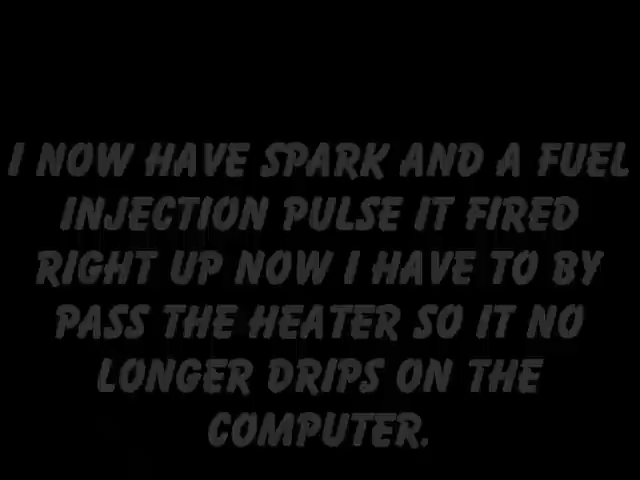 I NOW HAVE SPARK AND A FUEL
INJECTION PULSE IT FIRED
RIGHT UP NOW I HAVE TO BY
PASS THE HEATER SO IT NO
LONGER DRIPS ON THE
COMPUTER.